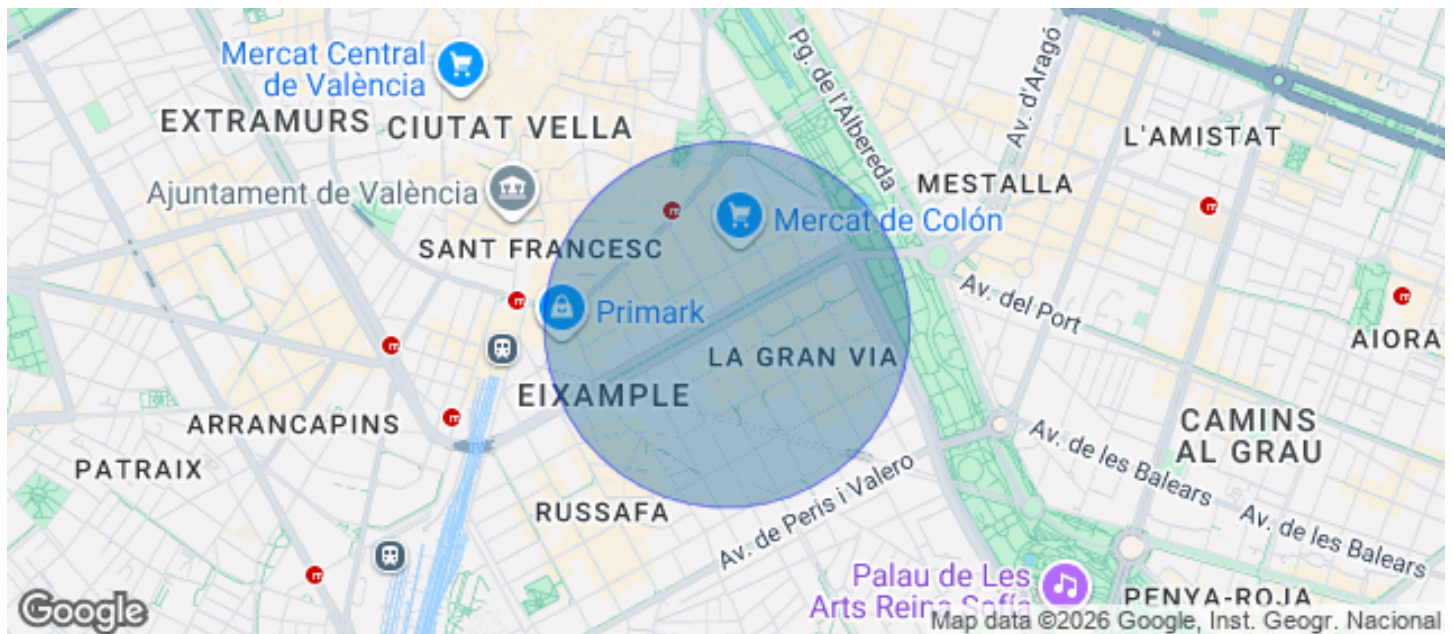 Mercat Central
de València
EXTRAMURS
CIUTAT VELLA
Pg. de l'Albereda
Av. d'Aragó
L'AMISTAT
Ajuntament de València
MESTALLA
Mercat de Colón
SANT FRANCESC
Av. del Port
Primark
AIORA
LA GRAN VIA
EIXAMPLE
ARRANCAPINS
CAMINS
AL GRAU
PATRAIX
Av. de les Balears
RUSSAFA
Av. de Peris i Valero
Av. de les Balears
Palau de Les
Arts Reina Sofía
PENYA-ROJA
Google
Map data ©2026 Google, Inst. Geogr. Nacional